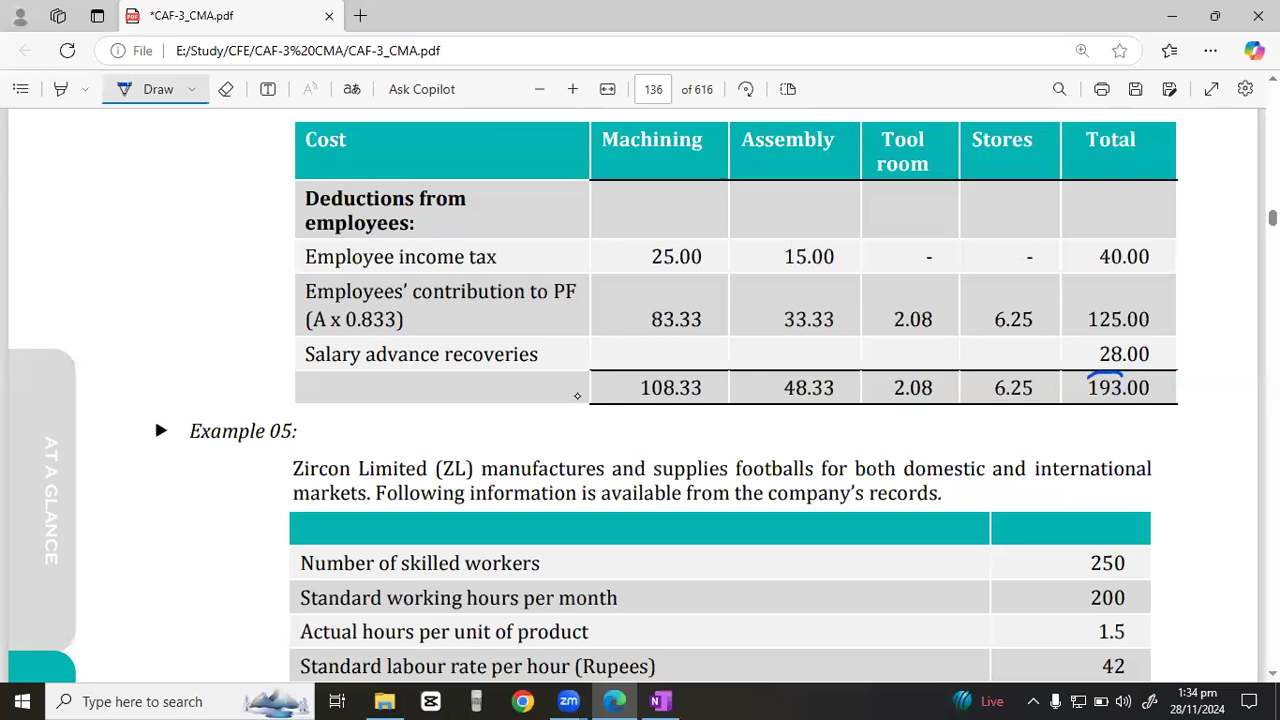 *CAF-3_CMA.pdf
File E:/Study/CFE/CAF-3%20CMA/CAF-3_CMA.pdf
Draw aあ Ask Copilot 136 of 616
Cost Machining Assembly Tool room Stores Total
Deductions from
employees:
Employee income tax 25.00 15.00 - - 40.00
Employees' contribution to PF
(A x 0.833) 83.33 33.33 2.08 6.25 125.00
Salary advance recoveries 28.00
108.33 48.33 2.08 6.25 193.00
Example 05:
Zircon Limited (ZL) manufactures and supplies footballs for both domestic and international
markets. Following information is available from the company's records.
Number of skilled workers 250
Standard working hours per month 200
Actual hours per unit of product 1.5
Standard labour rate per hour (Rupees) 42
AT A GLANCE
Type here to search
zm
Live
1:34 pm
28/11/2024